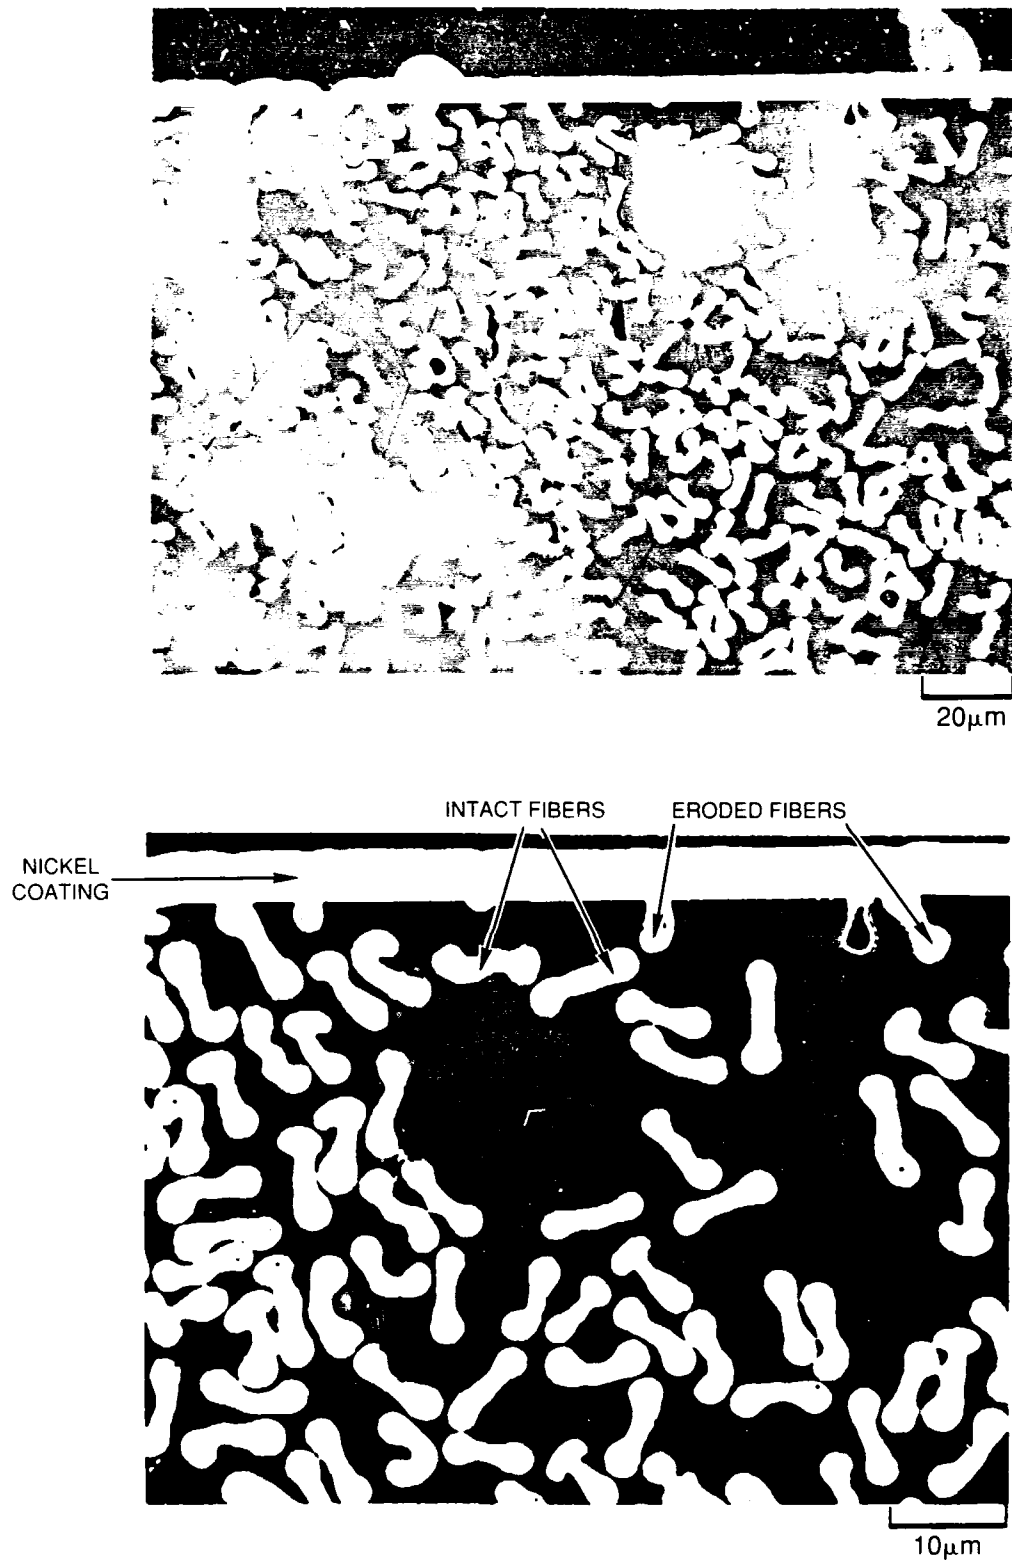 20μm
INTACT FIBERS
ERODED FIBERS
NICKEL
COATING
10μm